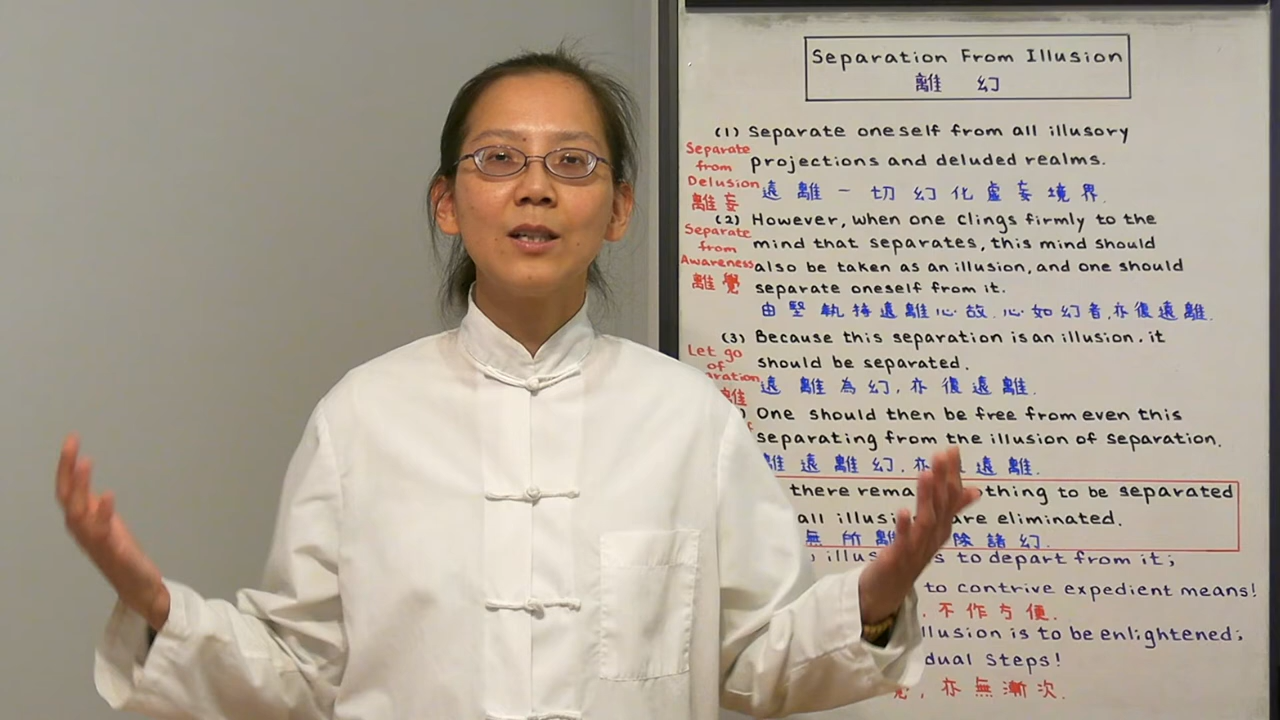 Separation From Illusion
離 幻
(1) Separate oneself from all illusory
Separate
from
projections and deluded realms.
Delusion
遠 離 一 切 幻 化 虛 妄 境 界.
離 妄
(2) However, when one clings firmly to the
Separate
from
mind that separates, this mind should
Awareness
also be taken as an illusion, and one should
離 覺
separate oneself from it.
由 堅 執 持 遠 離 心 故. 心 如 幻 者, 亦 復 遠 離.
(3) Because this separation is an illusion. it
Let go
of
should be separated.
遠 離 為 幻, 亦 復 遠 離.
離
One should then be free from even this
separating from the illusion of separation.
離 遠 離 幻. 亦 遠 離.
there nothing to be separated
all are eliminated.
無 所 離 除 諸 幻.
to depart from it;
to contrive expedient means!
, 不 作 方 便.
is to be enlightened;
Steps!
, 亦 無 漸 次.